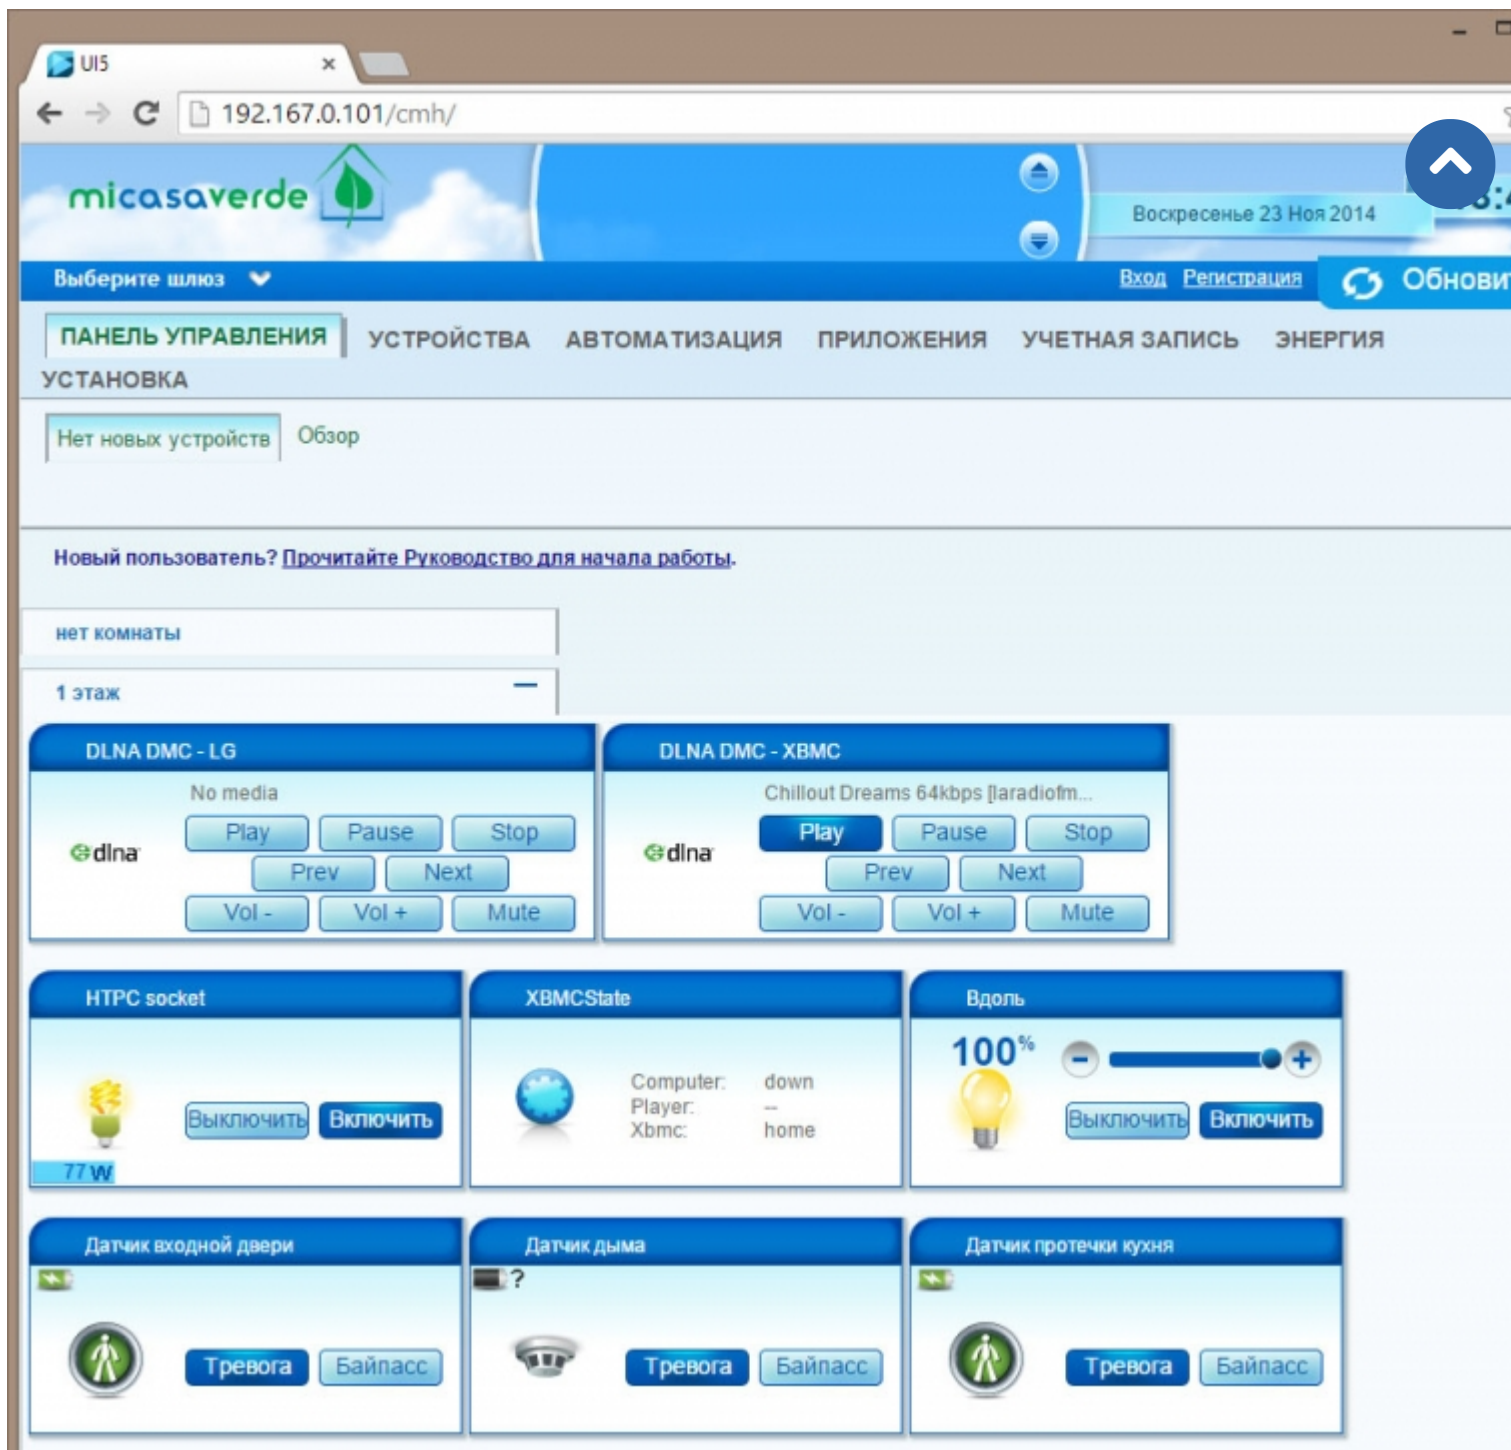 UI5
192.167.0.101/cmh/
micasaverde
Воскресенье 23 Ноя 2014
Выберите шлюз
Вход Регистрация
ПАНЕЛЬ УПРАВЛЕНИЯ УСТРОЙСТВА АВТОМАТИЗАЦИЯ ПРИЛОЖЕНИЯ УЧЕТНАЯ ЗАПИСЬ ЭНЕРГИЯ
УСТАНОВКА
Нет новых устройств Обзор
Новый пользователь? Прочитайте Руководство для начала работы.
нет комнаты
1 этаж
DLNA DMC - LG
No media
dlna
Play Pause Stop
Prev Next
Vol - Vol + Mute
DLNA DMC - XBMC
Chillout Dreams 64kbps [laradiofm...
dlna
Play Pause Stop
Prev Next
Vol - Vol + Mute
HTPC socket
Выключить Включить
77 W
XBMCState
Computer: down
Player: --
Xbmc: home
Вдоль
100%
Выключить Включить
Датчик входной двери
Тревога Байпасс
Датчик дыма
?
Тревога Байпасс
Датчик протечки кухня
Тревога Байпасс